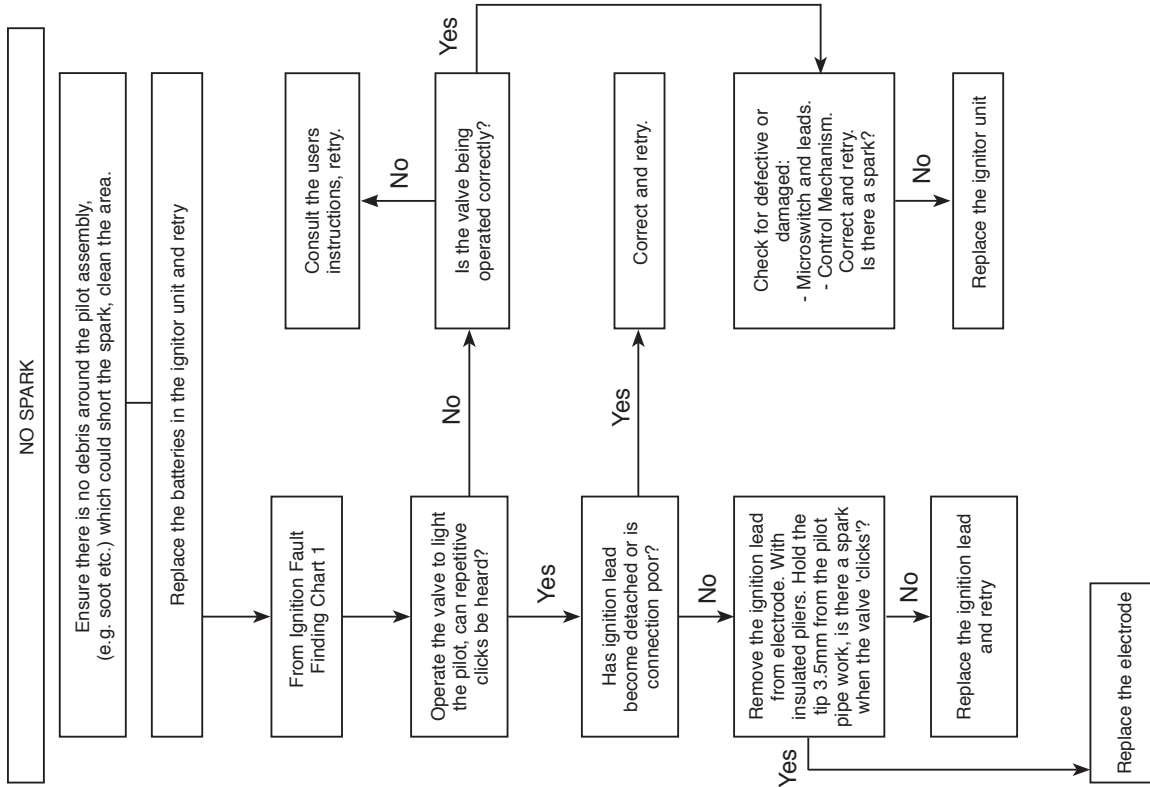 NO SPARK
Ensure there is no debris around the pilot assembly,
(e.g. soot etc.) which could short the spark, clean the area.
Replace the batteries in the ignitor unit and retry
From Ignition Fault
Finding Chart 1
Operate the valve to light
the pilot, can repetitive
clicks be heard?
No
Is the valve being
operated correctly?
No
Consult the users
instructions, retry.
Yes
Yes
Has ignition lead
become detached or is
connection poor?
Yes
Correct and retry.
No
Remove the ignition lead
from electrode. With
insulated pliers. Hold the
tip 3.5mm from the pilot
pipe work, is there a spark
when the valve 'clicks'?
Check for defective or
damaged:
- Microswitch and leads.
- Control Mechanism.
Correct and retry.
Is there a spark?
No
Replace the ignitor unit
No
Replace the ignition lead
and retry
Yes
Replace the electrode